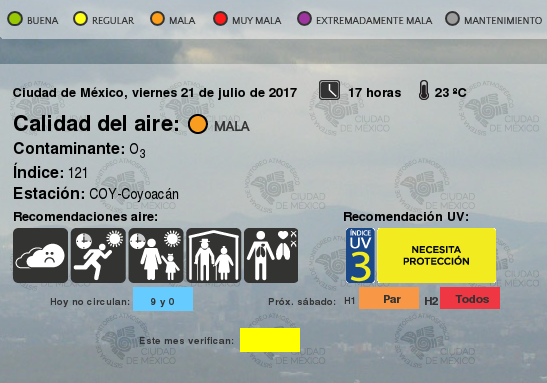 BUENA REGULAR MALA MUY MALA EXTREMADAMENTE MALA MANTENIMIENTO
Ciudad de México, viernes 21 de julio de 2017 17 horas 23 ºC
Calidad del aire: MALA
Contaminante: O3
Índice: 121
Estación: COY-Coyoacán
Recomendaciones aire: Recomendación UV:
ÍNDICE UV 3 NECESITA PROTECCIÓN
Hoy no circulan: 9 y 0 Próx. sábado: H1 Par H2 Todos
Este mes verifican:
CIUDAD DE MÉXICO